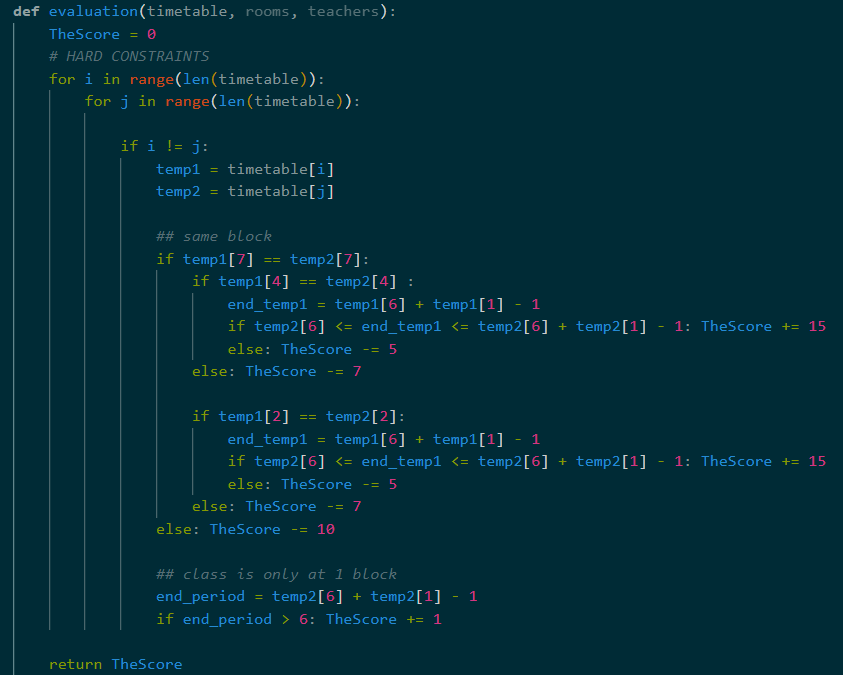 def evaluation(timetable, rooms, teachers):
    TheScore = 0
    # HARD CONSTRAINTS
    for i in range(len(timetable)):
        for j in range(len(timetable)):
            if i != j:
                temp1 = timetable[i]
                temp2 = timetable[j]
                ## same block
                if temp1[7] == temp2[7]:
                    if temp1[4] == temp2[4] :
                        end_temp1 = temp1[6] + temp1[1] - 1
                        if temp2[6] <= end_temp1 <= temp2[6] + temp2[1] - 1: TheScore += 15
                        else: TheScore -= 5
                    else: TheScore -= 7
                    if temp1[2] == temp2[2]:
                        end_temp1 = temp1[6] + temp1[1] - 1
                        if temp2[6] <= end_temp1 <= temp2[6] + temp2[1] - 1: TheScore += 15
                        else: TheScore -= 5
                    else: TheScore -= 7
                else: TheScore -= 10
                ## class is only at 1 block
                end_period = temp2[6] + temp2[1] - 1
                if end_period > 6: TheScore += 1
    return TheScore